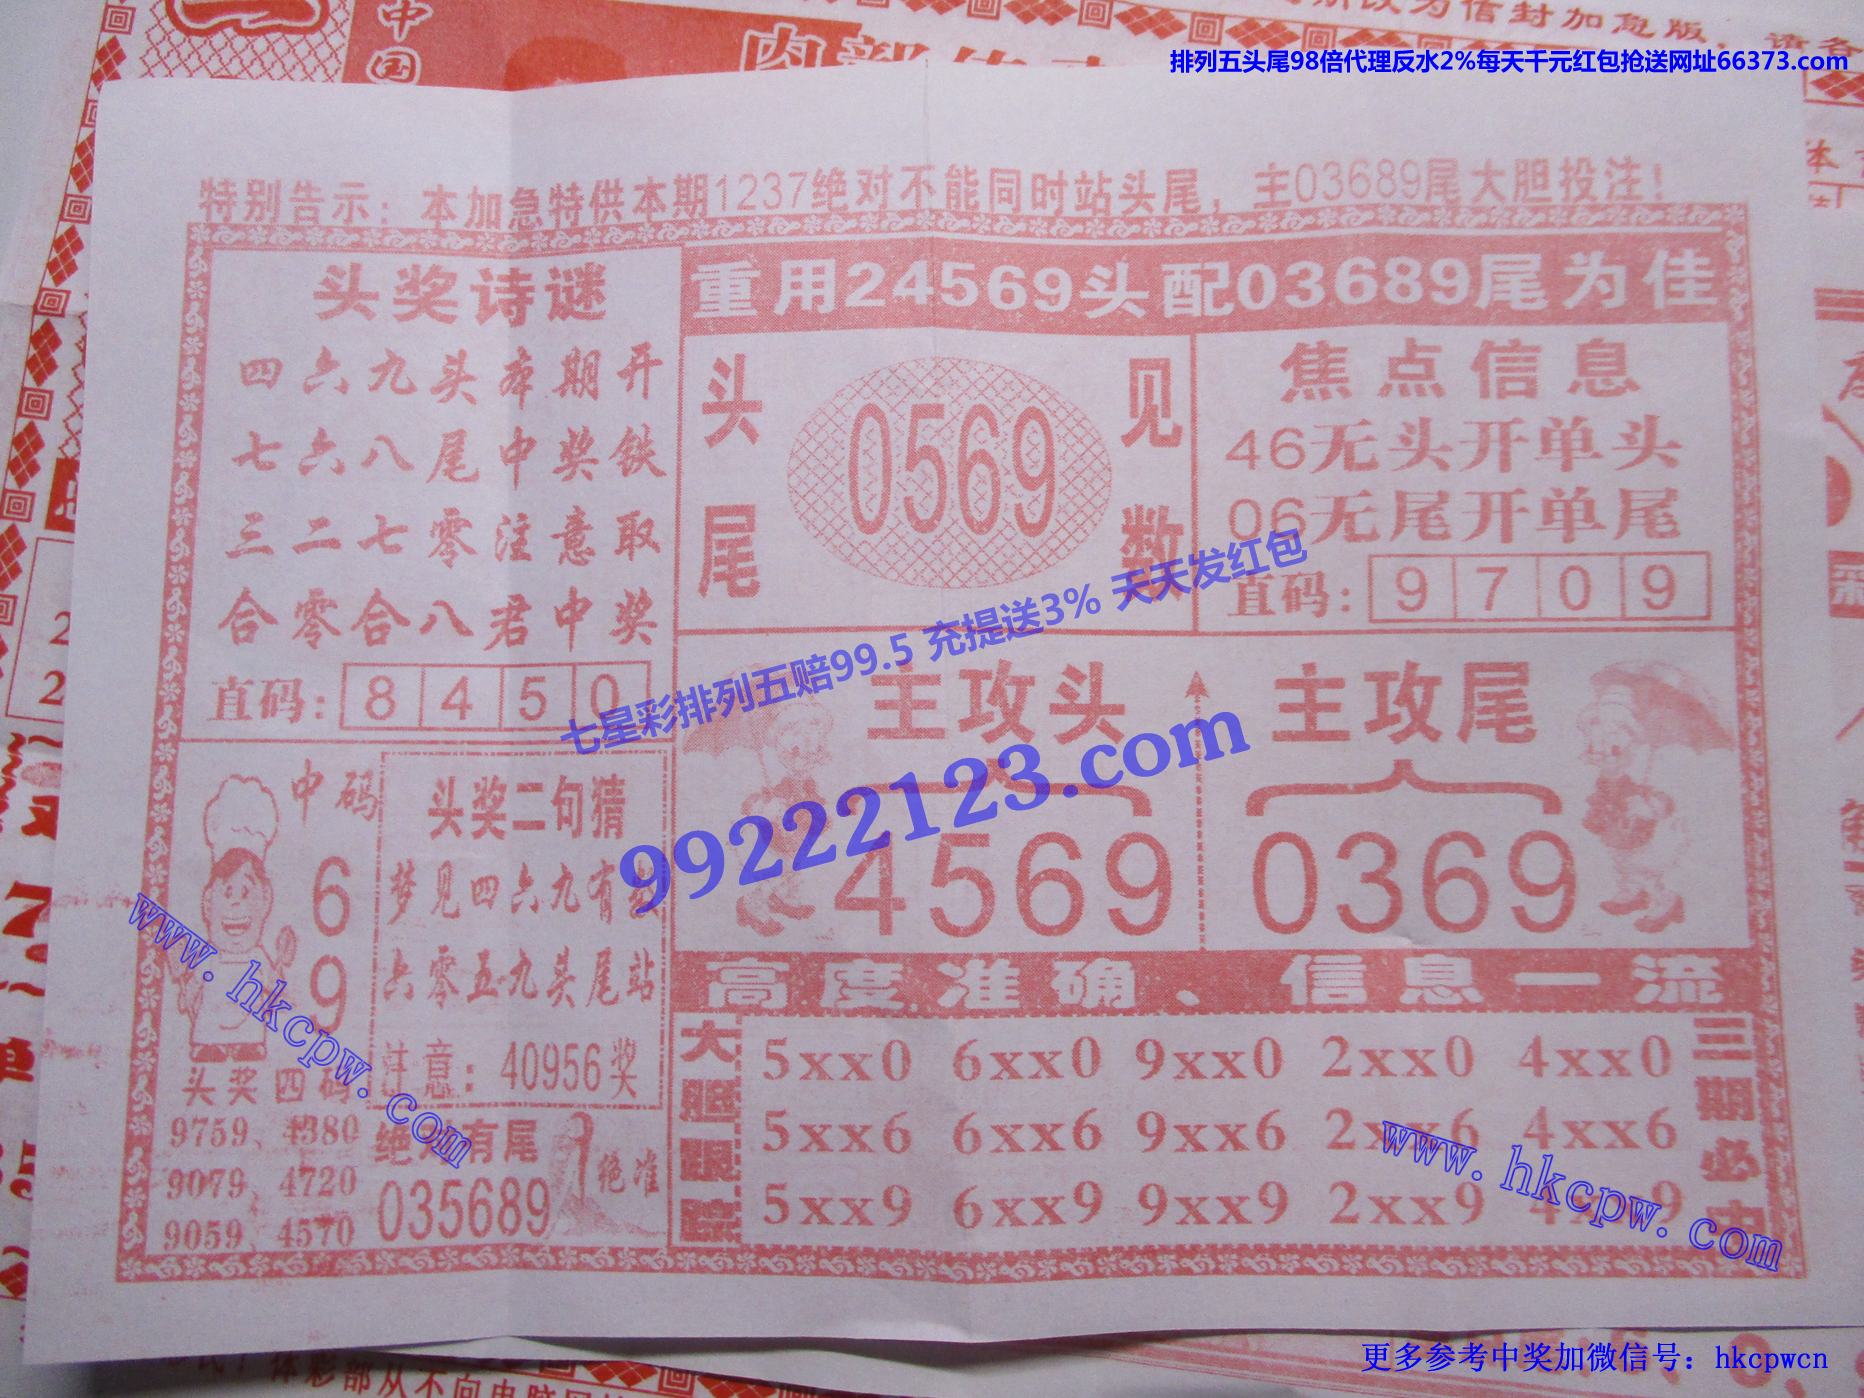 排列五头尾98倍代理反水2%每天千元红包抢送网址66373.com
中国
特别告示：本加急特供本期1237绝对不能同时站头尾，主03689尾大胆投注！
头奖诗谜
四六九头本期开
七六八尾中奖铁
三二七零注意取
合零合八君中奖
直码：8450
重用24569头配03689尾为佳
头尾
0569
见数
焦点信息
46无头开单头
06无尾开单尾
直码：9709
七星彩排列五赔99.5 充提送3% 天天发红包
99222123.com
主攻头
4569
主攻尾
0369
中码
6
9
头奖二句猜
梦见四六九有数
六零五九头尾站
注意：40956奖
头奖四码
9759、4380
9079、4720
9059、4570
绝对有尾
035689
绝准
高度准确、信息一流
大胆跟踪
5xx0 6xx0 9xx0 2xx0 4xx0
5xx6 6xx6 9xx6 2xx6 4xx6
5xx9 6xx9 9xx9 2xx9 4xx9
三期必中
www.hkcpw.com
www.hkcpw.com
更多参考中奖加微信号：hkcpwcn